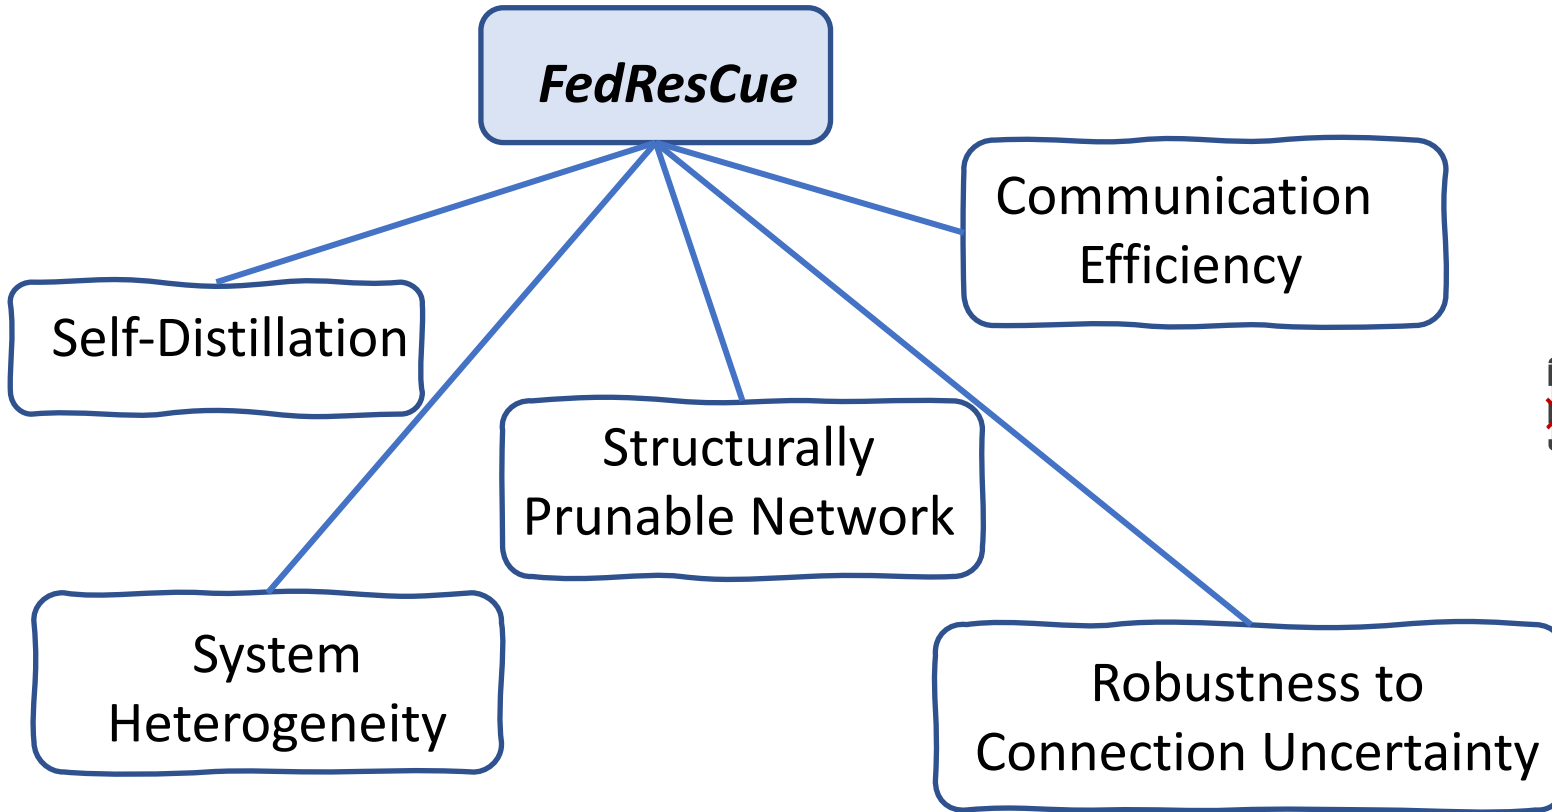 FedResCue
Communication
Efficiency
Self-Distillation
Structurally
Prunable Network
System
Heterogeneity
Robustness to
Connection Uncertainty